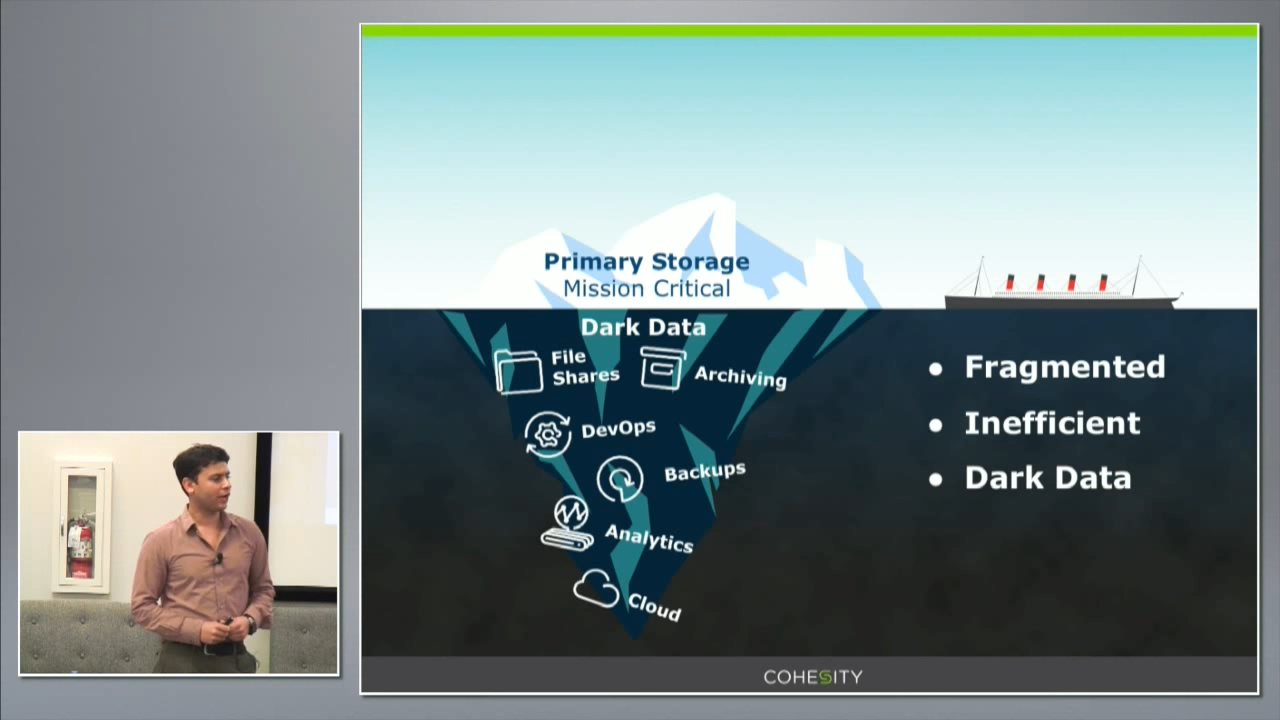 Primary Storage
Mission Critical
Dark Data
File
Shares
Archiving
DevOps
Backups
Analytics
Cloud
• Fragmented
• Inefficient
• Dark Data
COHESITY